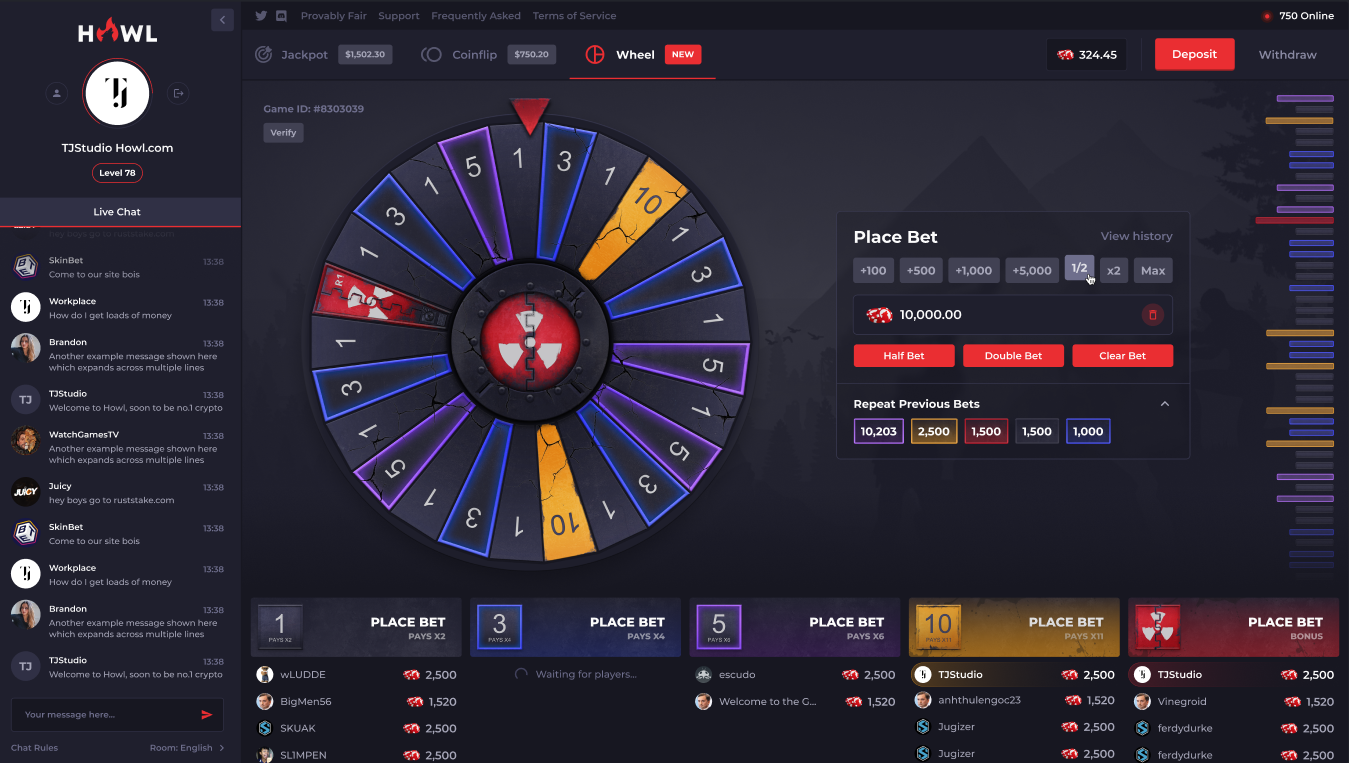 HOWL
TJStudio Howl.com
Level 78
Live Chat
hey boys go to ruststake.com
SkinBet 13:38
Come to our site bois
Workplace 13:38
How do I get loads of money
Brandon 13:38
Another example message shown here
which expands across multiple lines
TJ
TJStudio 13:38
Welcome to Howl, soon to be no.1 crypto
WatchGamesTV 13:38
Another example message shown here
which expands across multiple lines
JUICY
Juicy 13:38
hey boys go to ruststake.com
SkinBet 13:38
Come to our site bois
Workplace 13:38
How do I get loads of money
Brandon 13:38
Another example message shown here
which expands across multiple lines
TJ
TJStudio 13:38
Welcome to Howl, soon to be no.1 crypto
Your message here...
Chat Rules Room: English
Provably Fair Support Frequently Asked Terms of Service
750 Online
Jackpot $1,502.30 Coinflip $750.20 Wheel NEW
324.45 Deposit Withdraw
Game ID: #8303039
Verify
1
3
1
10
1
3
1
5
1
5
3
1
10
1
3
1
5
1
3
1
R1
1
3
1
5
Place Bet View history
+100 +500 +1,000 +5,000 1/2 x2 Max
10,000.00
Half Bet Double Bet Clear Bet
Repeat Previous Bets
10,203 2,500 1,500 1,500 1,000
1
PAYS X2
PLACE BET
PAYS X2
wLUDDE 2,500
BigMen56 1,520
SKUAK 2,500
SL1MPEN 2,500
3
PAYS X4
PLACE BET
PAYS X4
Waiting for players...
5
PAYS X6
PLACE BET
PAYS X6
escudo 2,500
Welcome to the G... 1,520
10
PAYS X11
PLACE BET
PAYS X11
TJStudio 2,500
anhthulengoc23 1,520
Jugizer 2,500
Jugizer 2,500
PLACE BET
BONUS
TJStudio 2,500
Vinegroid 1,520
ferdydurke 2,500
ferdydurke 2,500